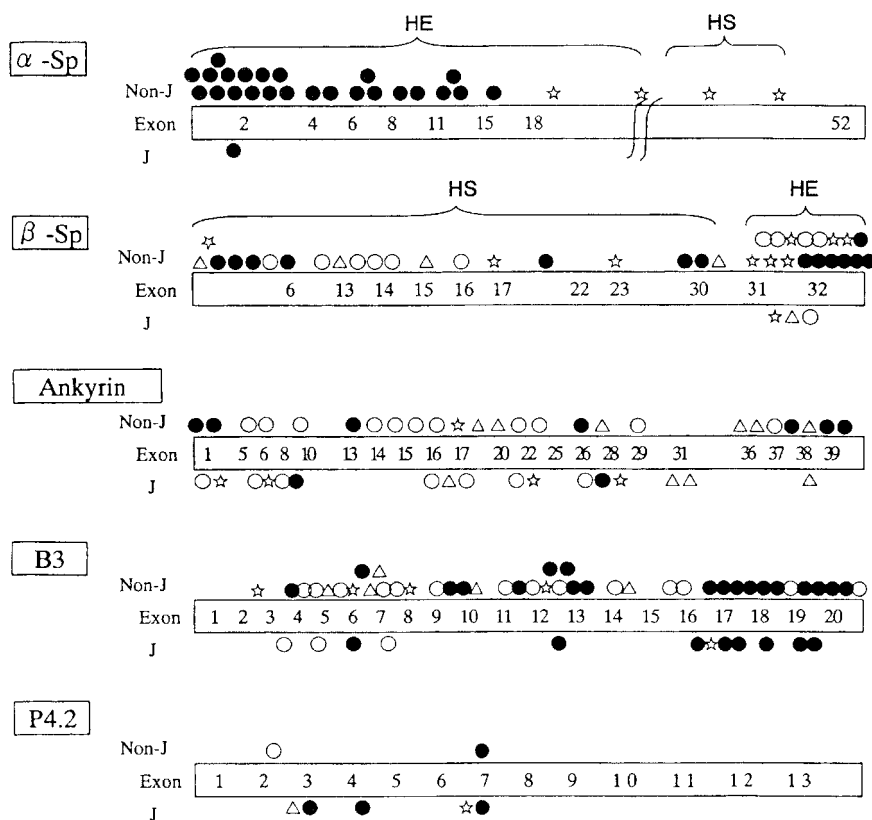 HE HS
α -Sp
Non-J
Exon 2 4 6 8 11 15 18 52
J
HS HE
β -Sp
Non-J
Exon 6 13 14 15 16 17 22 23 30 31 32
J
Ankyrin
Non-J
Exon 1 5 6 8 10 13 14 15 16 17 20 22 25 26 28 29 31 36 37 38 39
J
B3
Non-J
Exon 1 2 3 4 5 6 7 8 9 10 11 12 13 14 15 16 17 18 19 20
J
P4.2
Non-J
Exon 1 2 3 4 5 6 7 8 9 10 11 12 13
J